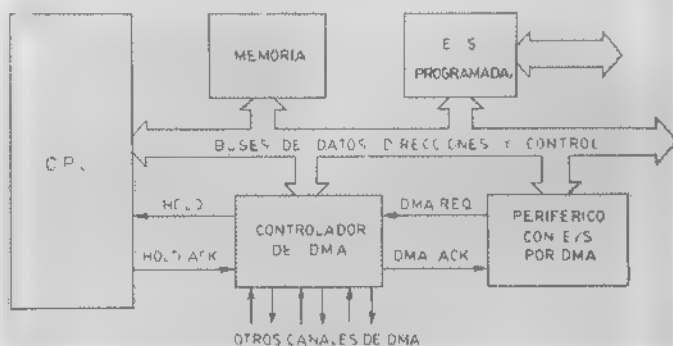 MEMORIA
E S
PROGRAMADA
BUSES DE DATOS DIRECCIONES Y CONTROL
C.P.
HOLD
DMA REQ
CONTROLADOR
DE DMA
PERIFÉRICO
CON E/S
POR DMA
HOLD ACK
DMA ACK
OTROS CANALES DE DMA